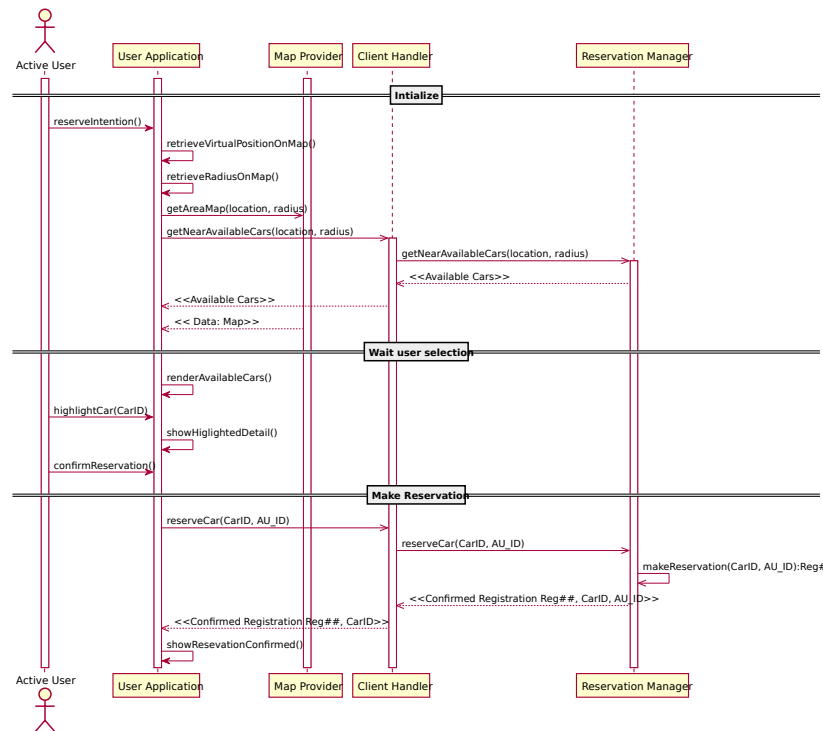 Active User
User Application
Map Provider
Client Handler
Reservation Manager
Intialize
reserveIntention()
retrieveVirtualPositionOnMap()
retrieveRadiusOnMap()
getAreaMap(location, radius)
getNearAvailableCars(location, radius)
getNearAvailableCars(location, radius)
<<Available Cars>>
<<Available Cars>>
<< Data: Map>>
Wait user selection
renderAvailableCars()
highlightCar(CarID)
showHiglightedDetail()
confirmReservation()
Make Reservation
reserveCar(CarID, AU_ID)
reserveCar(CarID, AU_ID)
makeReservation(CarID, AU_ID):Reg#
<<Confirmed Registration Reg##, CarID, AU_ID>>
<<Confirmed Registration Reg##, CarID>>
showResevationConfirmed()
Active User
User Application
Map Provider
Client Handler
Reservation Manager